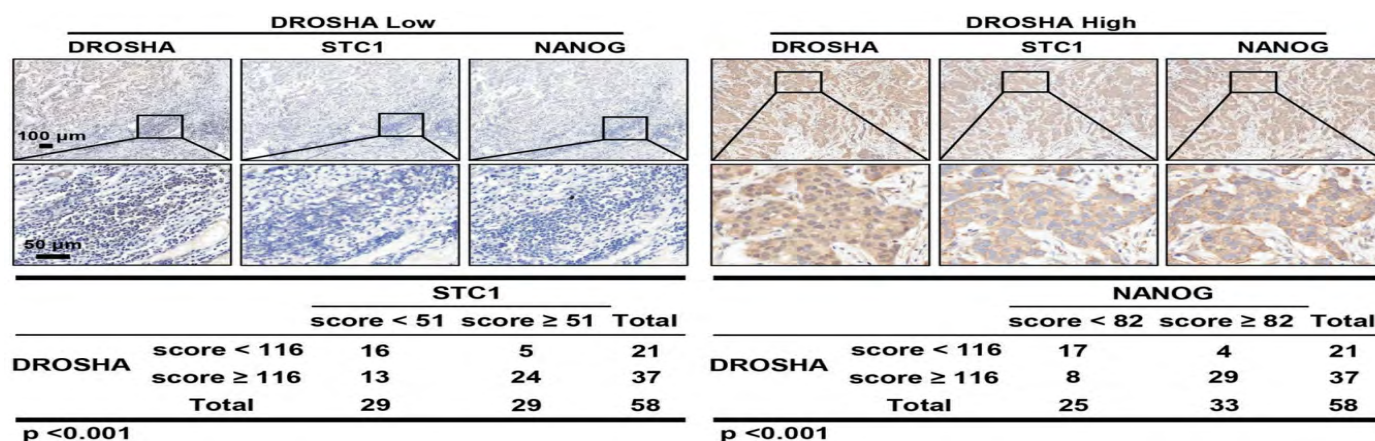 DROSHA Low
DROSHA STC1 NANOG
100 µm
50 µm
STC1
score < 51 score ≥ 51 Total
DROSHA
score < 116 16 5 21
score ≥ 116 13 24 37
Total 29 29 58
p <0.001
DROSHA High
DROSHA STC1 NANOG
NANOG
score < 82 score ≥ 82 Total
DROSHA
score < 116 17 4 21
score ≥ 116 8 29 37
Total 25 33 58
p <0.001